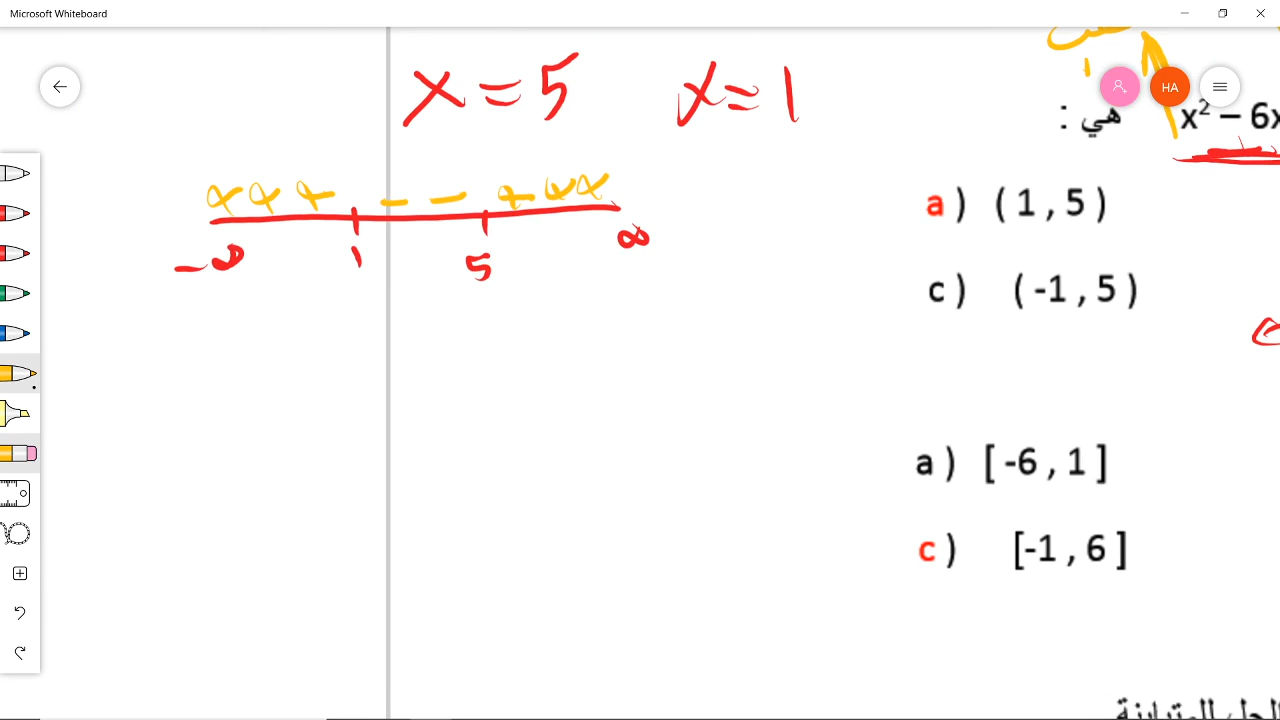 Microsoft Whiteboard
x = 5 x = 1
HA
x² – 6x
هي :
+ + + - - + + +
-∞ 1 5 ∞
a ) ( 1 , 5 )
c ) ( -1 , 5 )
a ) [ -6 , 1 ]
c ) [-1 , 6 ]